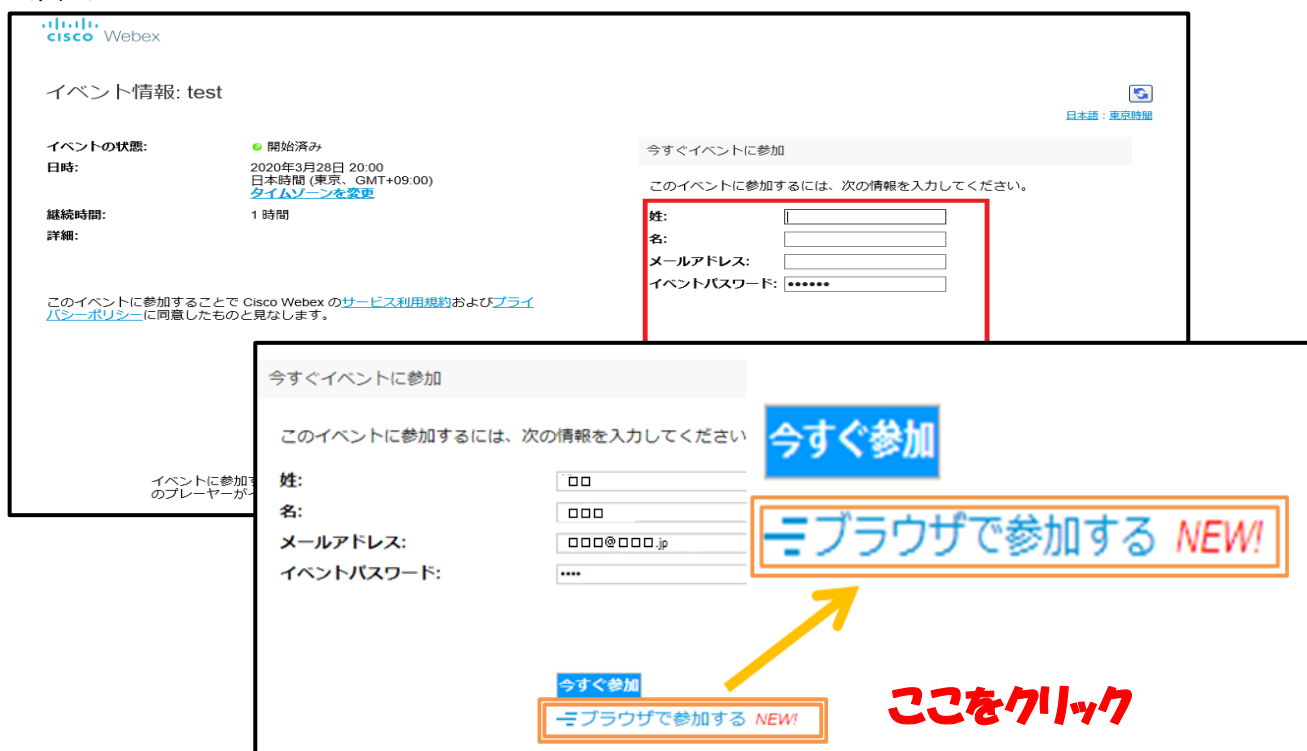 cisco Webex
イベント情報: test
日本語 : 東京時間
イベントの状態: 開始済み
日時: 2020年3月28日 20:00
日本時間 (東京、GMT+09:00)
タイムゾーンを変更
継続時間: 1 時間
詳細:
このイベントに参加することで Cisco Webex のサービス利用規約およびプライ
バシーポリシーに同意したものと見なします。
今すぐイベントに参加
このイベントに参加するには、次の情報を入力してください。
姓:
名:
メールアドレス:
イベントパスワード: ••••••
イベントに参加す
のプレーヤーが
今すぐイベントに参加
このイベントに参加するには、次の情報を入力してください
姓: □□
名: □□□
メールアドレス: □□□@□□□.jp
イベントパスワード: ••••
今すぐ参加
ブラウザで参加する NEW!
今すぐ参加
ブラウザで参加する NEW!
ここをクリック